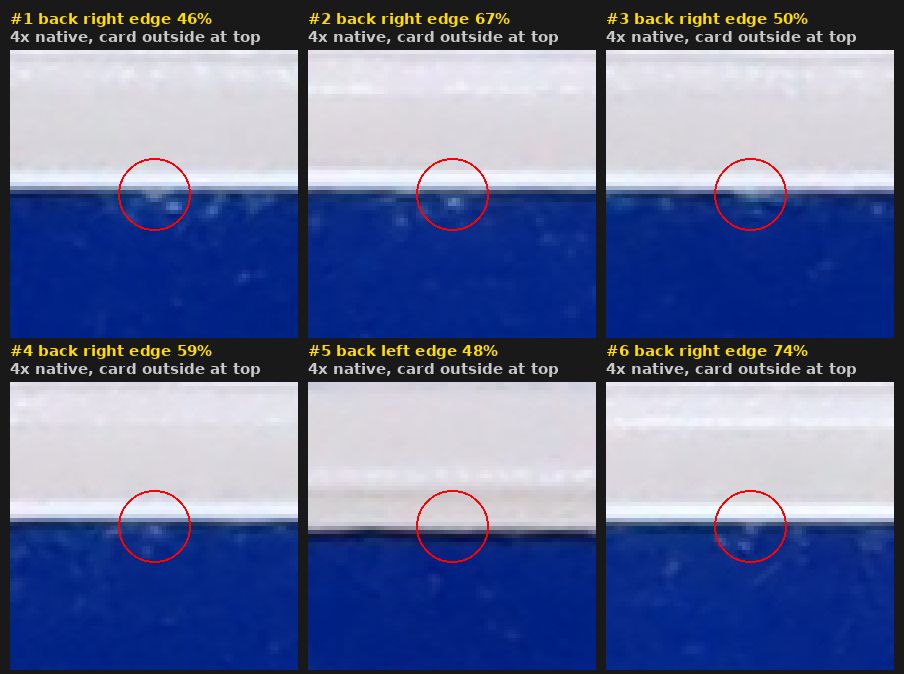 #1 back right edge 46%
4x native, card outside at top
#2 back right edge 67%
4x native, card outside at top
#3 back right edge 50%
4x native, card outside at top
#4 back right edge 59%
4x native, card outside at top
#5 back left edge 48%
4x native, card outside at top
#6 back right edge 74%
4x native, card outside at top